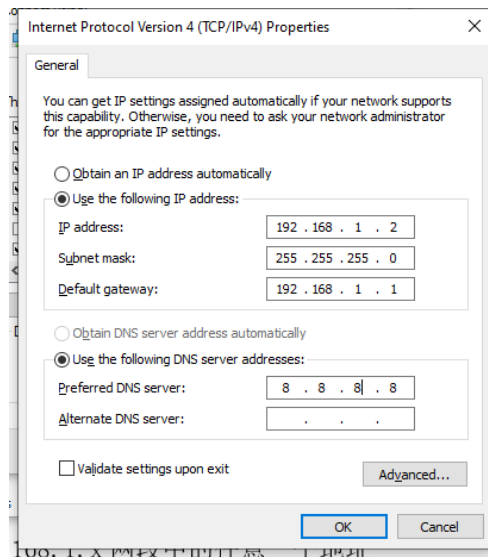 Internet Protocol Version 4 (TCP/IPv4) Properties
General
You can get IP settings assigned automatically if your network supports
this capability. Otherwise, you need to ask your network administrator
for the appropriate IP settings.
Obtain an IP address automatically
Use the following IP address:
IP address: 192 . 168 . 1 . 2
Subnet mask: 255 . 255 . 255 . 0
Default gateway: 192 . 168 . 1 . 1
Obtain DNS server address automatically
Use the following DNS server addresses:
Preferred DNS server: 8 . 8 . 8 . 8
Alternate DNS server: . . .
Validate settings upon exit
Advanced...
OK Cancel